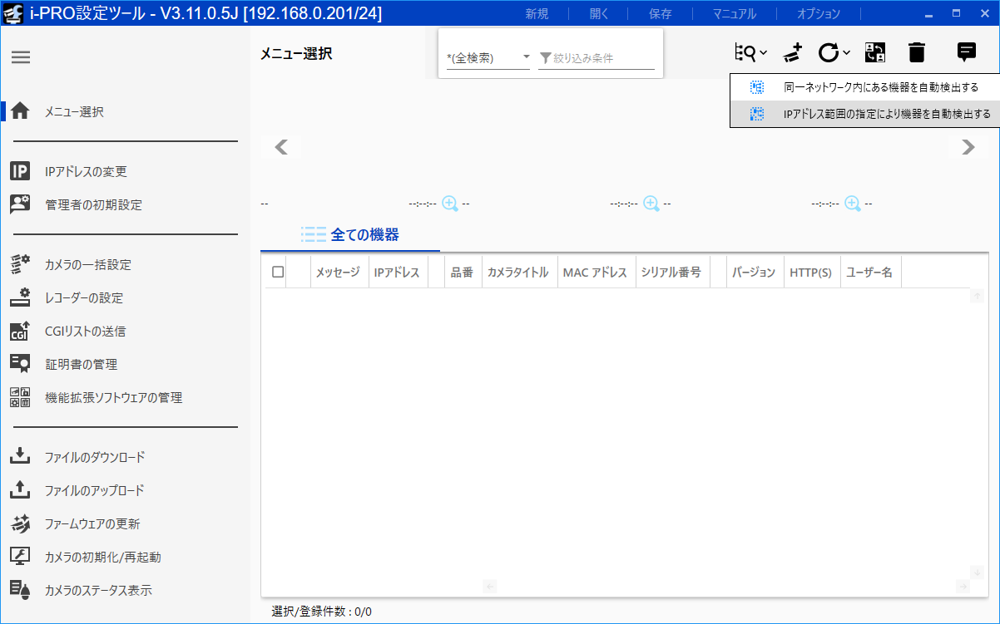 i-PRO設定ツール - V3.11.0.5J [192.168.0.201/24]
新規
開く
保存
マニュアル
オプション
メニュー選択
*(全検索)
絞り込み条件
同一ネットワーク内にある機器を自動検出する
IPアドレス範囲の指定により機器を自動検出する
メニュー選択
IP
IPアドレスの変更
管理者の初期設定
カメラの一括設定
レコーダーの設定
CGI
CGIリストの送信
証明書の管理
機能拡張ソフトウェアの管理
ファイルのダウンロード
ファイルのアップロード
ファームウェアの更新
カメラの初期化/再起動
カメラのステータス表示
--
--:--:-- --
--:--:-- --
--:--:-- --
全ての機器
メッセージ IPアドレス 品番 カメラタイトル MAC アドレス シリアル番号 バージョン HTTP(S) ユーザー名
選択/登録件数 : 0/0